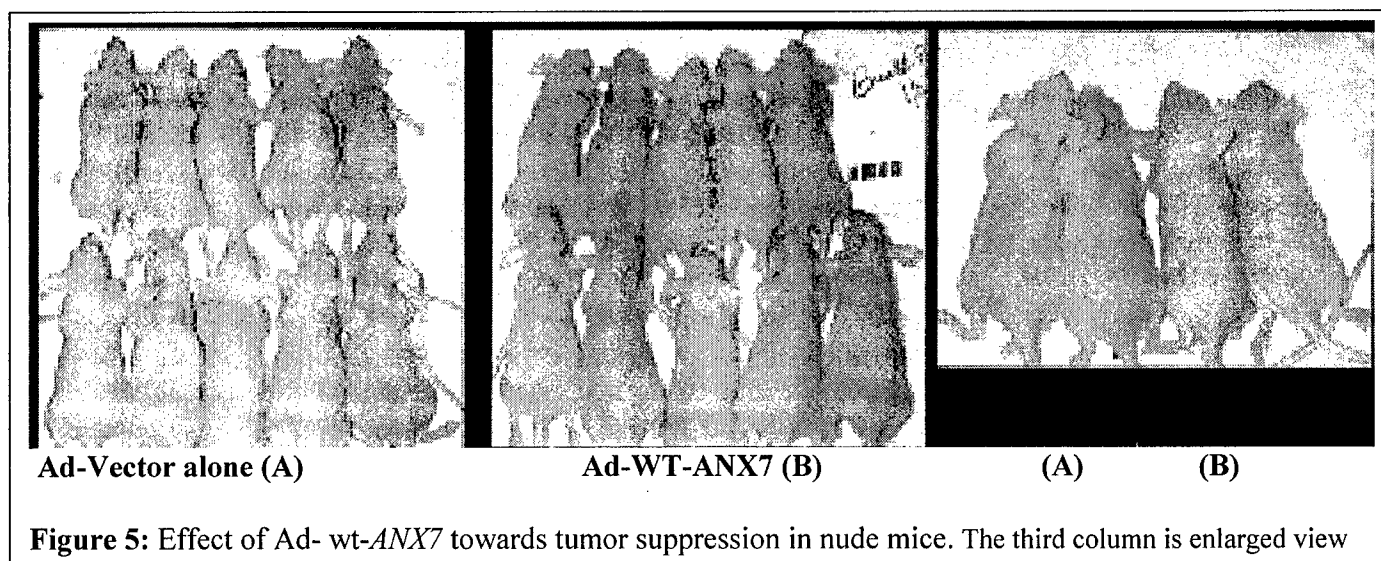 Ad-Vector alone (A) Ad-WT-ANX7 (B) (A) (B)
Figure 5: Effect of Ad- wt-ANX7 towards tumor suppression in nude mice. The third column is enlarged view